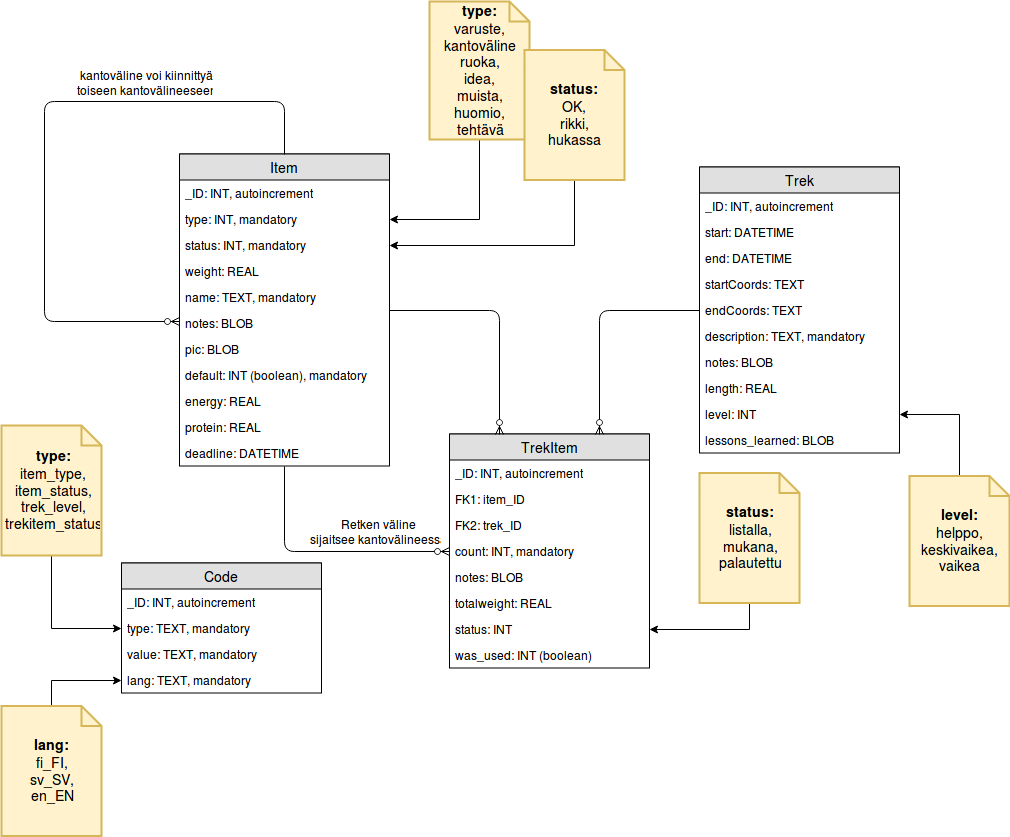 type:
varuste,
kantoväline
ruoka,
idea,
muista,
huomio,
tehtävä
status:
OK,
rikki,
hukassa
kantoväline voi kiinnittyä
toiseen kantovälineeseer
Item
_ID: INT, autoincrement
type: INT, mandatory
status: INT, mandatory
weight: REAL
name: TEXT, mandatory
notes: BLOB
pic: BLOB
default: INT (boolean), mandatory
energy: REAL
protein: REAL
deadline: DATETIME
Trek
_ID: INT, autoincrement
start: DATETIME
end: DATETIME
startCoords: TEXT
endCoords: TEXT
description: TEXT, mandatory
notes: BLOB
length: REAL
level: INT
lessons_learned: BLOB
type:
item_type,
item_status,
trek_level,
trekitem_status
Retken väline
sijaitsee kantovälineess
TrekItem
_ID: INT, autoincrement
FK1: item_ID
FK2: trek_ID
count: INT, mandatory
notes: BLOB
totalweight: REAL
status: INT
was_used: INT (boolean)
status:
listalla,
mukana,
palautettu
level:
helppo,
keskivaikea,
vaikea
Code
_ID: INT, autoincrement
type: TEXT, mandatory
value: TEXT, mandatory
lang: TEXT, mandatory
lang:
fi_FI,
sv_SV,
en_EN